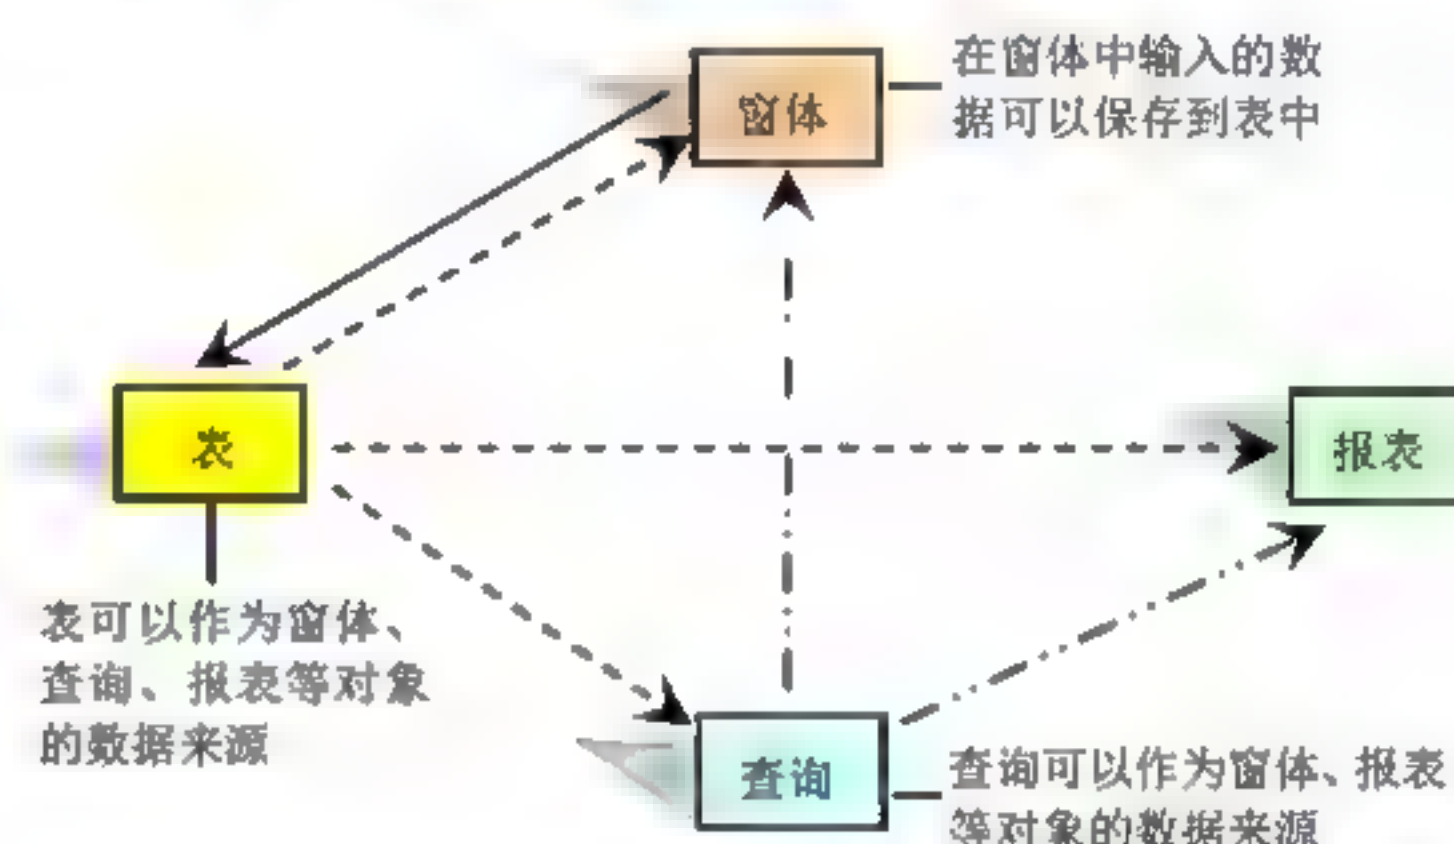 在窗体中输入的数
据可以保存到表中
窗体
表
报表
表可以作为窗体、
查询、报表等对象
的数据来源
查询
查询可以作为窗体、报表
等对象的数据来源